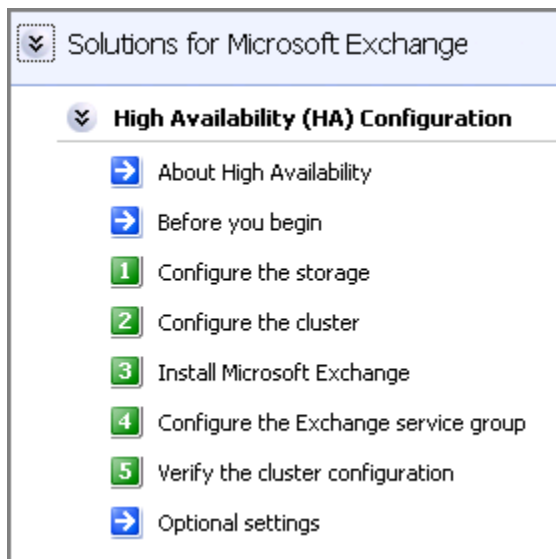 Solutions for Microsoft Exchange
High Availability (HA) Configuration
About High Availability
Before you begin
1 Configure the storage
2 Configure the cluster
3 Install Microsoft Exchange
4 Configure the Exchange service group
5 Verify the cluster configuration
Optional settings